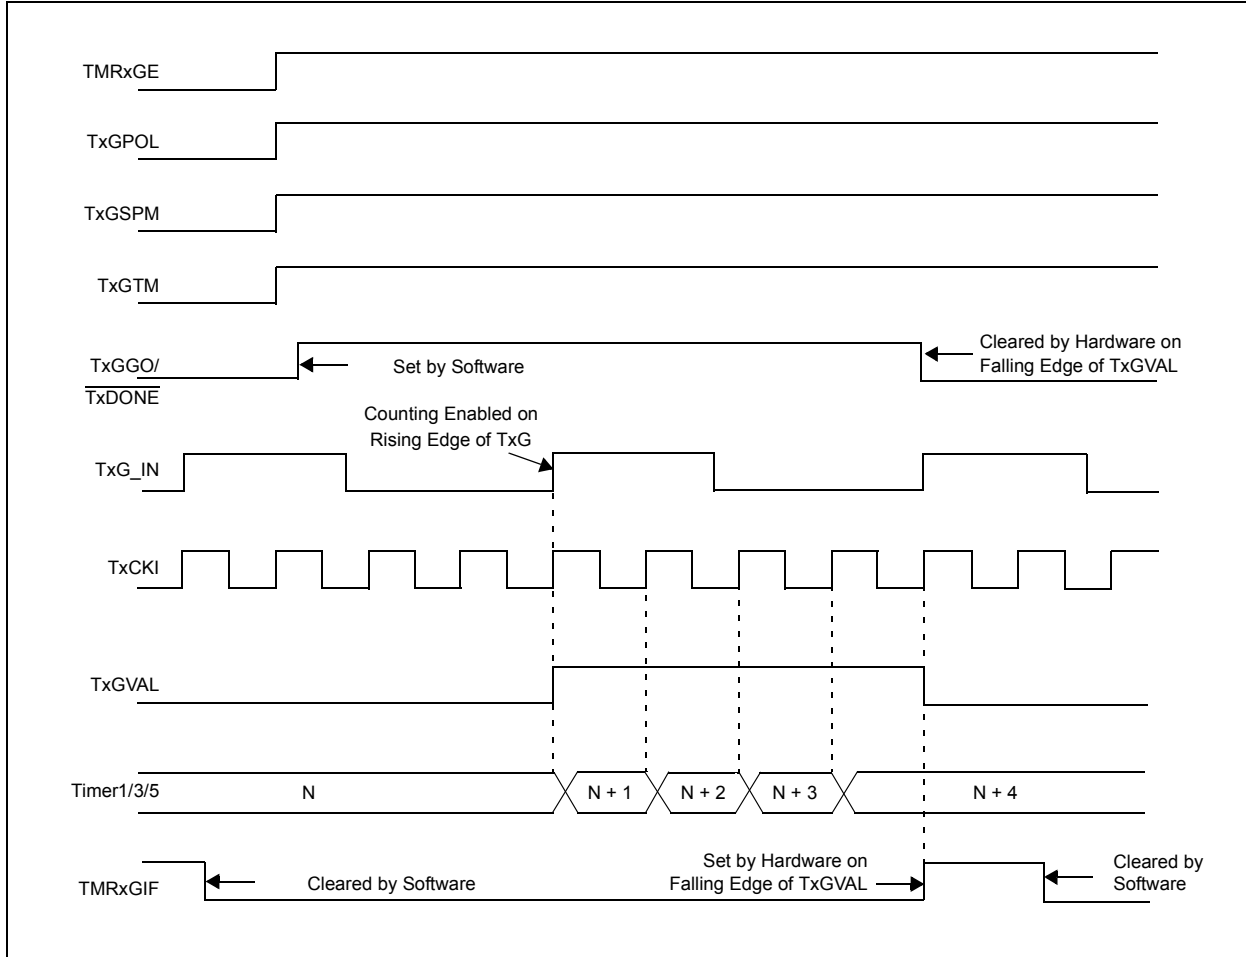 TMRxGE
TxGPOL
TxGSPM
TxGTM
TxGGO/
TxDONE
Set by Software
Cleared by Hardware on
Falling Edge of TxGVAL
Counting Enabled on
Rising Edge of TxG
TxG_IN
TxCKI
TxGVAL
Timer1/3/5
N
N + 1
N + 2
N + 3
N + 4
TMRxGIF
Cleared by Software
Set by Hardware on
Falling Edge of TxGVAL
Cleared by
Software